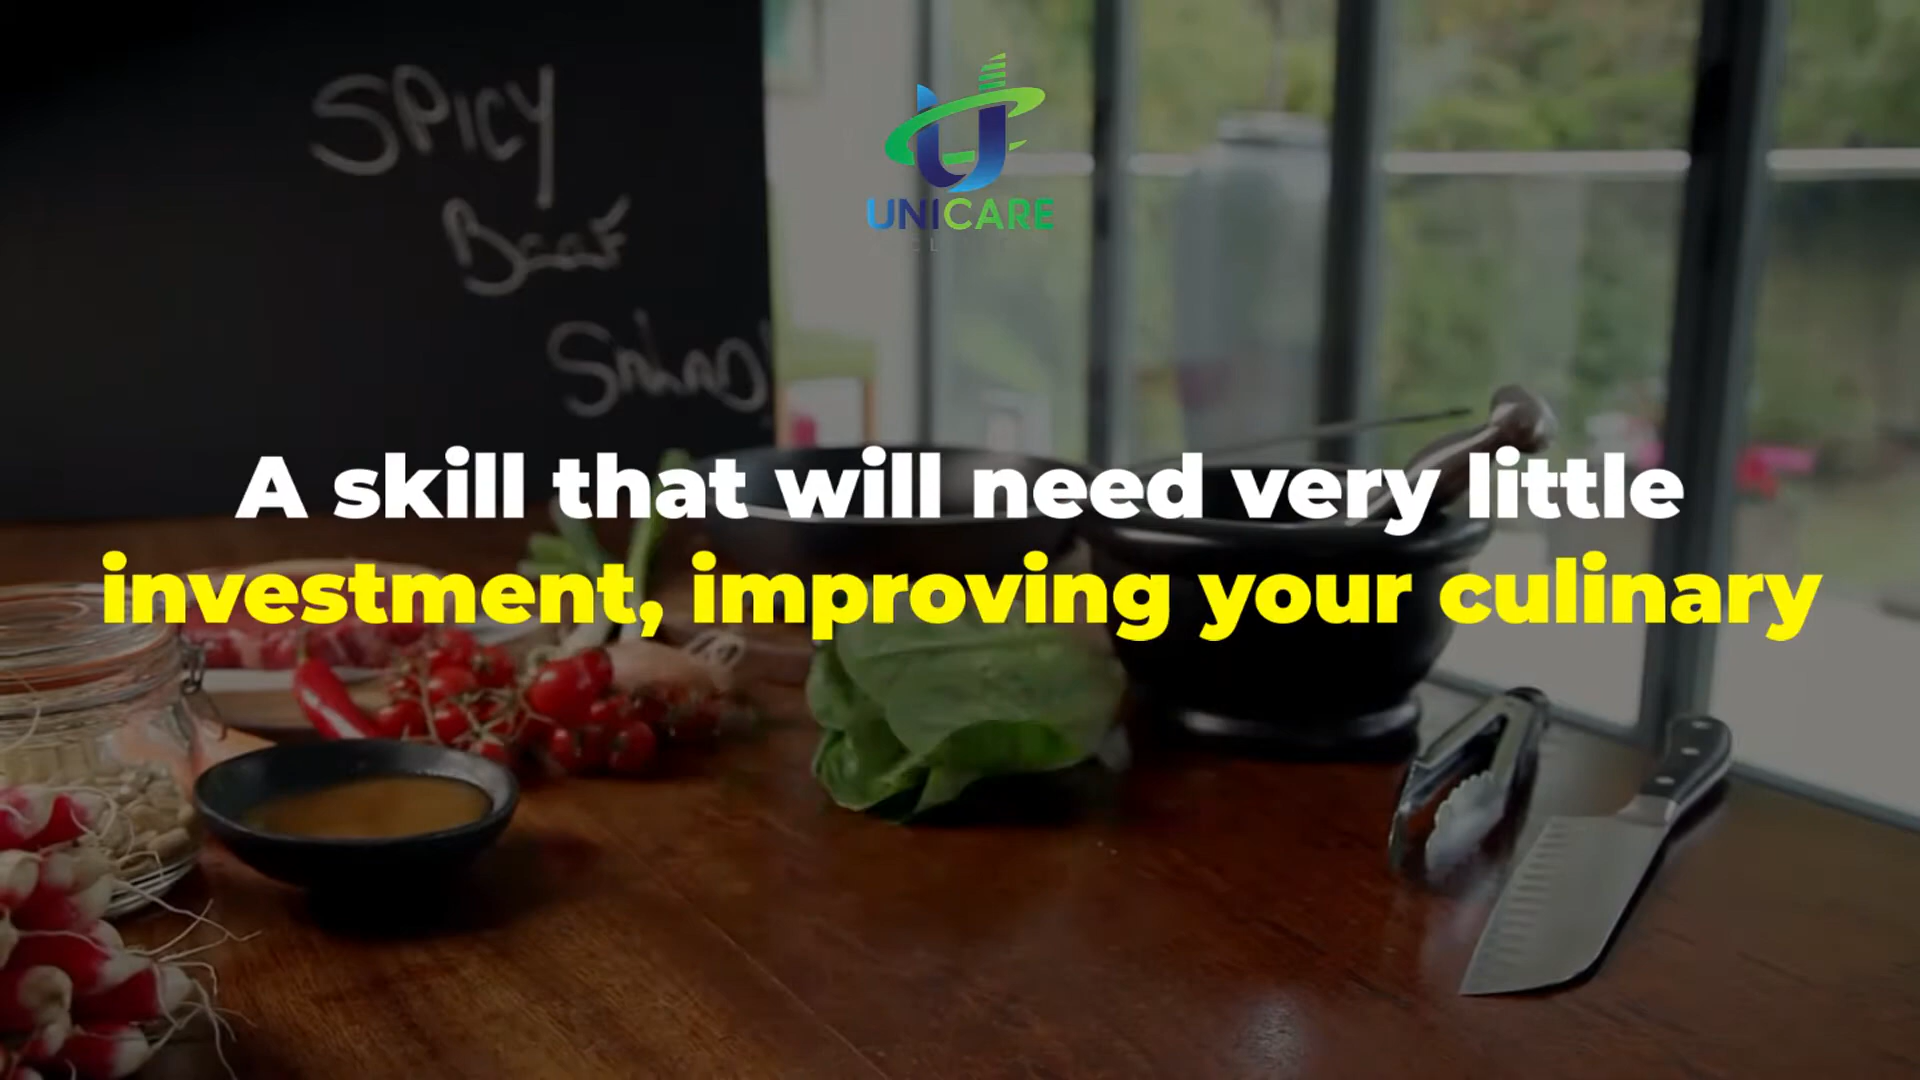 SPicy
Beef
Salad
UNICARE
A skill that will need very little
investment, improving your culinary